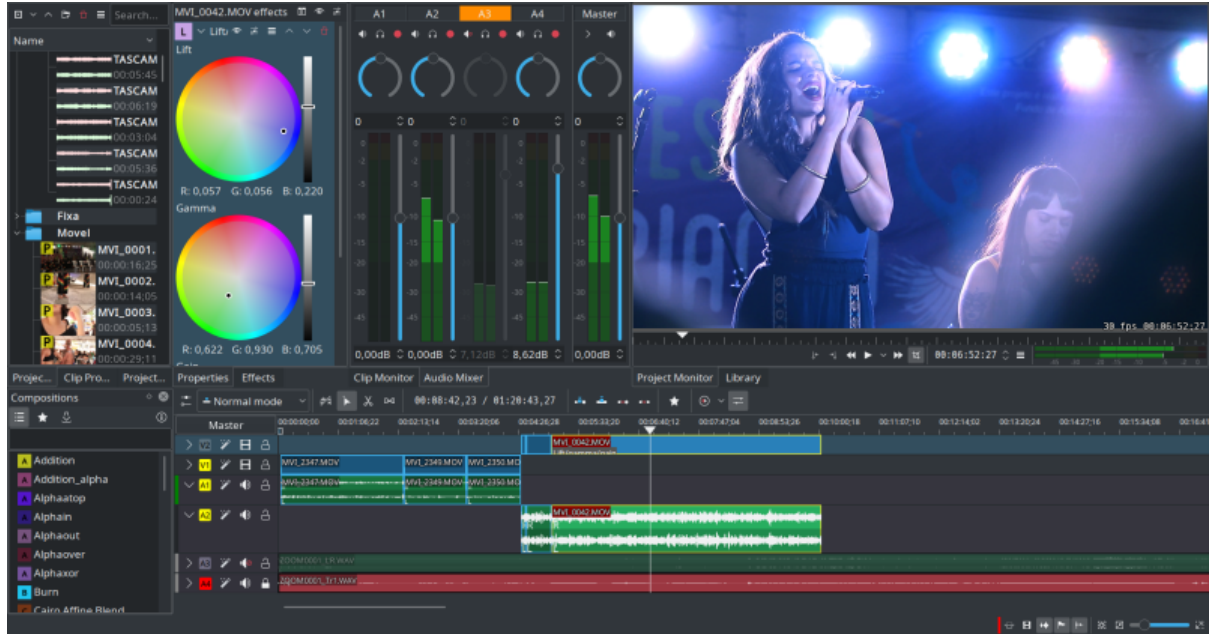 Search...
Name
TASCAM
00:05:45
TASCAM
00:06:19
TASCAM
00:03:04
TASCAM
00:05:36
TASCAM
00:00:24
Fixa
Movel
MVI_0001.
00:00:16;25
MVI_0002.
00:00:14;05
MVI_0003.
00:00:05;13
MVI_0004.
00:00:29;11
Projec...
Clip Pro...
Project...
MVI_0042.MOV effects
L
Lift
R: 0,057 G: 0,056 B: 0,220
Gamma
R: 0,622 G: 0,930 B: 0,705
Properties
Effects
A1 A2 A3 A4 Master
0 0 0 0 0
0,00dB 0,00dB 7,12dB 8,62dB 0,00dB
Clip Monitor
Audio Mixer
30 fps 00:06:52:27
00:06:52:27
Project Monitor
Library
Compositions
Addition
Addition_alpha
Alphaatop
Alphain
Alphaout
Alphaover
Alphaxor
Burn
Cairo Affine Blend
Normal mode
00:08:42,23 / 01:20:43,27
Master
00:00:00;00 00:01:06;22 00:02:13;14 00:03:20;06 00:04:26;28 00:05:33;20 00:06:40;12 00:07:47;04 00:08:53;26 00:10:00;18 00:11:07;10 00:12:14;02 00:13:20;24 00:14:27;16 00:15:34;08
V2
MVI_0042.MOV
V1
MVI_2347.MOV MVI_2349.MOV MVI_2350.MO
A1
MVI_2347.MOV MVI_2349.MOV MVI_2350.MO
A2
MVI_0042.MOV
A3
ZOOM0001_LR.WAV
A4
ZOOM0001_Tr1.WAV